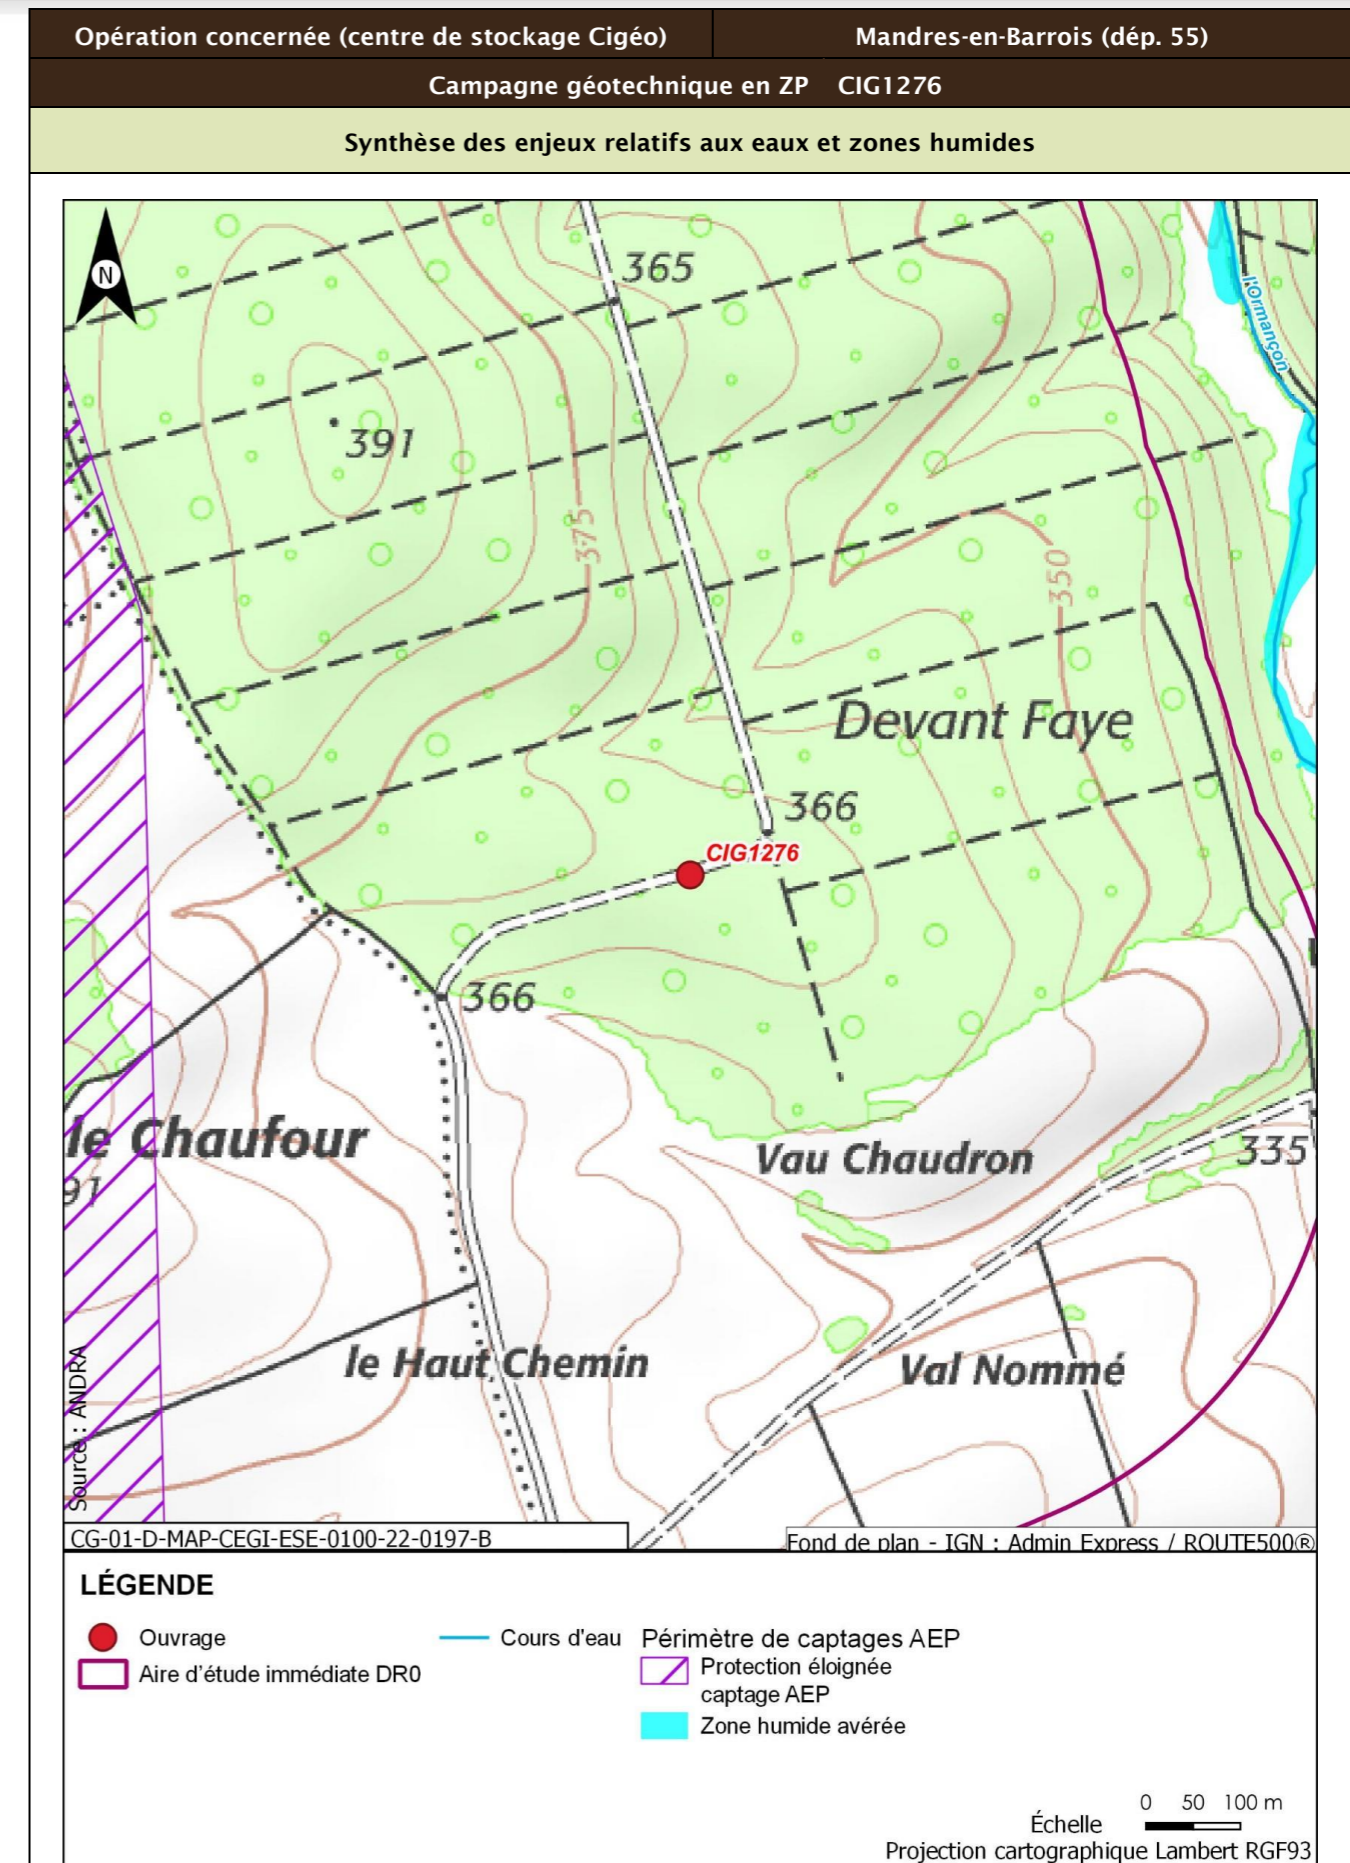 Opération concernée (centre de stockage Cigéo)
Mandres-en-Barrois (dép. 55)
Campagne géotechnique en ZP CIG1276
Synthèse des enjeux relatifs aux eaux et zones humides
N
365
l'Ormançon
391
375
350
Devant Faye
366
CIG1276
366
le Chaufour
91
Vau Chaudron
335
le Haut Chemin
Val Nommé
Source : ANDRA
CG-01-D-MAP-CEGI-ESE-0100-22-0197-B
Fond de plan - IGN : Admin Express / ROUTE500®
LÉGENDE
Ouvrage
Aire d'étude immédiate DR0
Cours d'eau
Périmètre de captages AEP
Protection éloignée
captage AEP
Zone humide avérée
0 50 100 m
Échelle
Projection cartographique Lambert RGF93